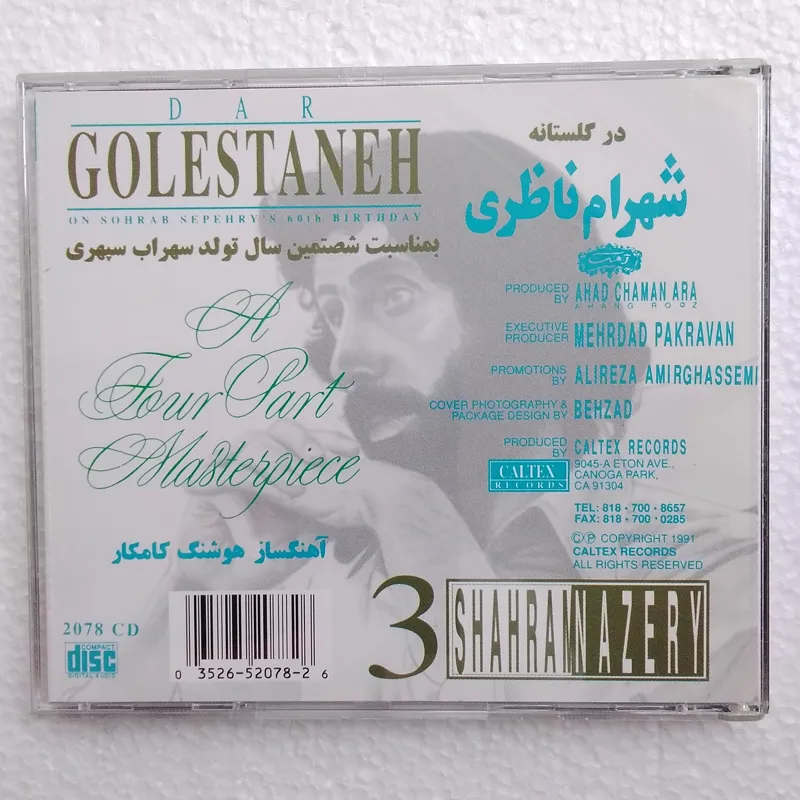 DAR
GOLESTANEH
ON SOHRAB SEPEHRY'S 60th BIRTHDAY
بمناسبت شصتمین سال تولد سهراب سپهری
A
Four Part
Masterpiece
آهنگساز هوشنگ کامکار
2078 CD
COMPACT
disc
DIGITAL AUDIO
0 3526-52078-2 6
در گلستانه
شهرام ناظری
PRODUCED BY AHAD CHAMAN ARA
AHANG ROOZ
EXECUTIVE PRODUCER MEHRDAD PAKRAVAN
PROMOTIONS BY ALIREZA AMIRGHASSEMI
COVER PHOTOGRAPHY & PACKAGE DESIGN BY BEHZAD
PRODUCED BY CALTEX RECORDS
CALTEX
RECORDS
9045-A ETON AVE.,
CANOGA PARK,
CA 91304
TEL: 818 · 700 · 8657
FAX: 818 · 700 · 0285
©℗ COPYRIGHT 1991
CALTEX RECORDS
ALL RIGHTS RESERVED
3 SHAHRAM NAZERY